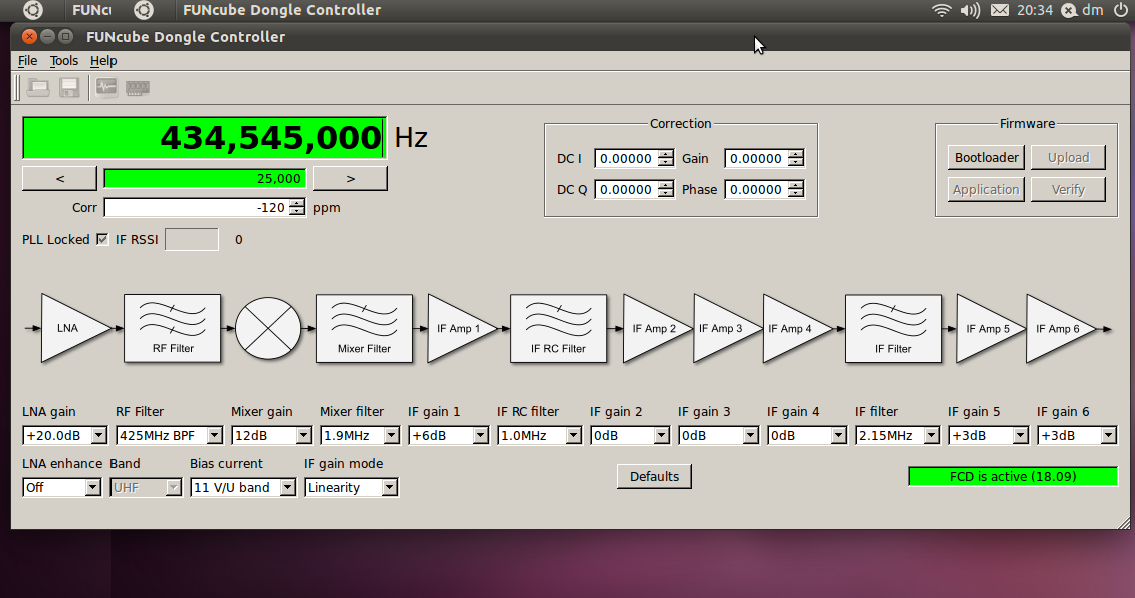 FUNcu FUNcube Dongle Controller 20:34 dm
FUNcube Dongle Controller
File Tools Help
434,545,000 Hz
< 25,000 >
Corr -120 ppm
PLL Locked IF RSSI 0
Correction
DC I 0.00000 Gain 0.00000
DC Q 0.00000 Phase 0.00000
Firmware
Bootloader Upload
Application Verify
LNA RF Filter Mixer Filter IF Amp 1 IF RC Filter IF Amp 2 IF Amp 3 IF Amp 4 IF Filter IF Amp 5 IF Amp 6
LNA gain RF Filter Mixer gain Mixer filter IF gain 1 IF RC filter IF gain 2 IF gain 3 IF gain 4 IF filter IF gain 5 IF gain 6
+20.0dB 425MHz BPF 12dB 1.9MHz +6dB 1.0MHz 0dB 0dB 0dB 2.15MHz +3dB +3dB
LNA enhance Band Bias current IF gain mode
Off UHF 11 V/U band Linearity
Defaults
FCD is active (18.09)